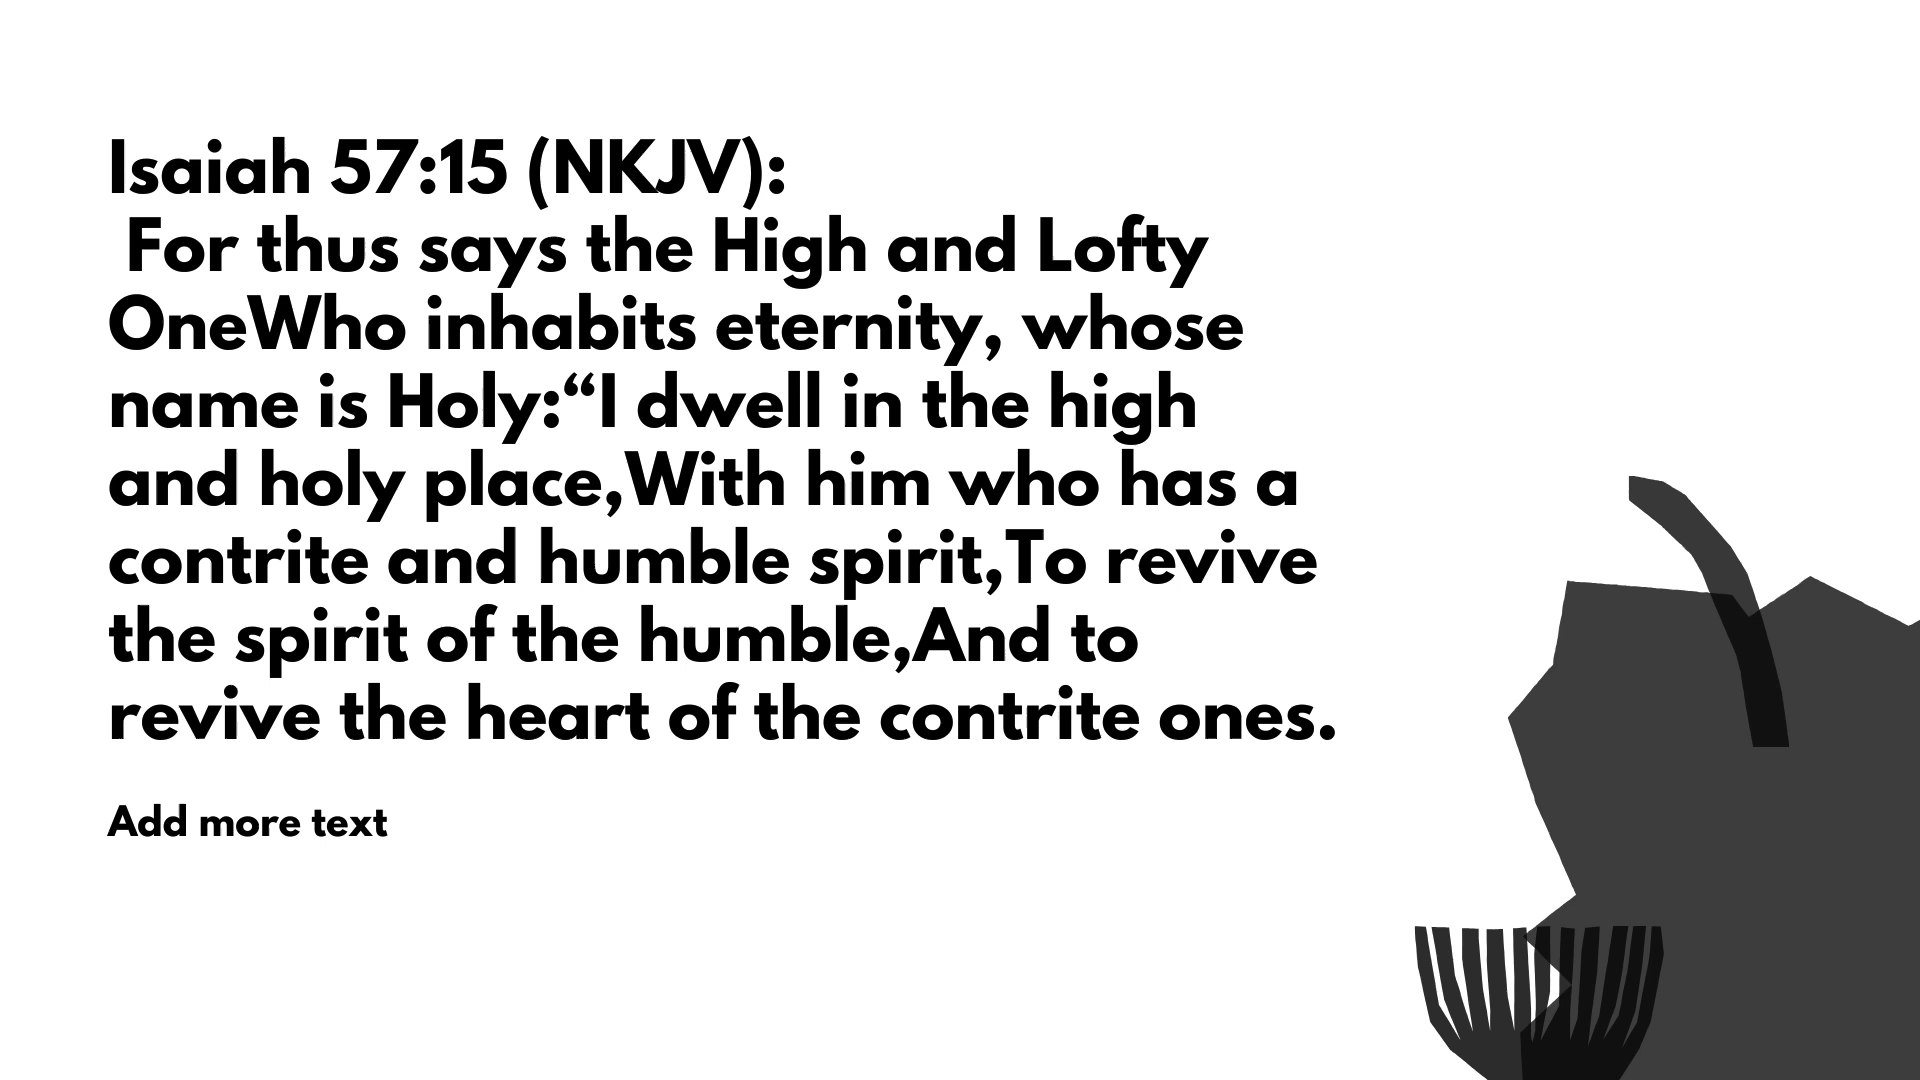 Isaiah 57:15 (NKJV):
For thus says the High and Lofty
OneWho inhabits eternity, whose
name is Holy:“I dwell in the high
and holy place,With him who has a
contrite and humble spirit,To revive
the spirit of the humble,And to
revive the heart of the contrite ones.
Add more text